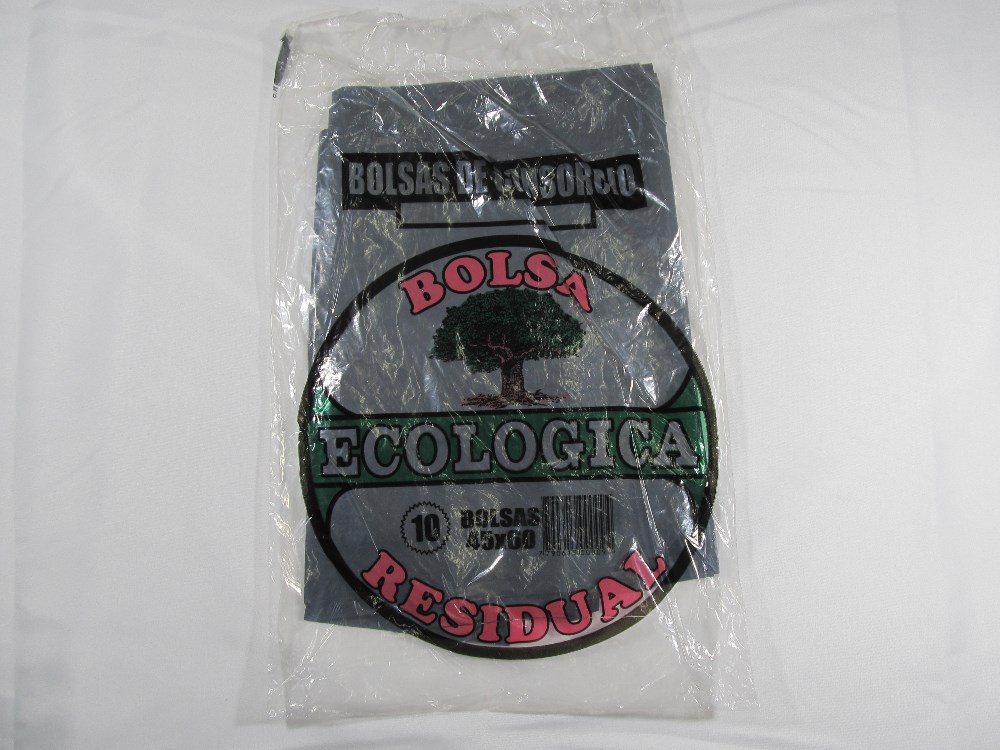 BOLSAS DE CONSORCIO
BOLSA
ECOLOGICA
10
BOLSAS
45x60
RESIDUAL